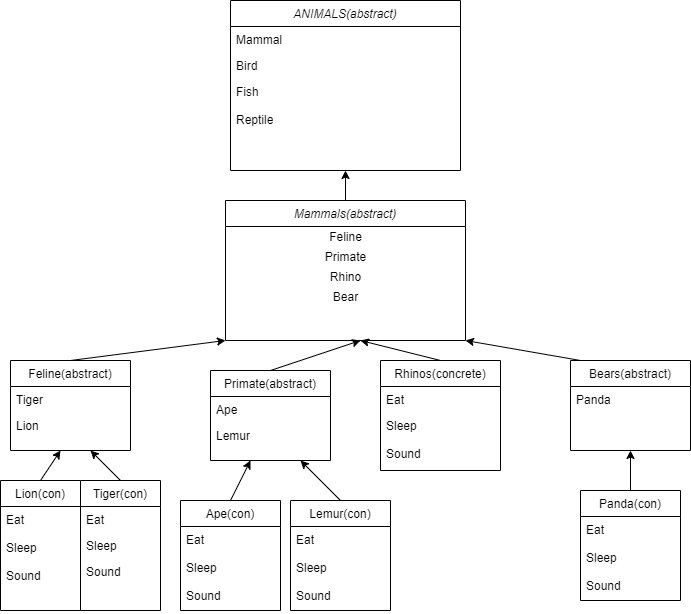 ANIMALS(abstract)
Mammal
Bird
Fish
Reptile
Mammals(abstract)
Feline
Primate
Rhino
Bear
Feline(abstract)
Tiger
Lion
Primate(abstract)
Ape
Lemur
Rhinos(concrete)
Eat
Sleep
Sound
Bears(abstract)
Panda
Lion(con)
Eat
Sleep
Sound
Tiger(con)
Eat
Sleep
Sound
Ape(con)
Eat
Sleep
Sound
Lemur(con)
Eat
Sleep
Sound
Panda(con)
Eat
Sleep
Sound